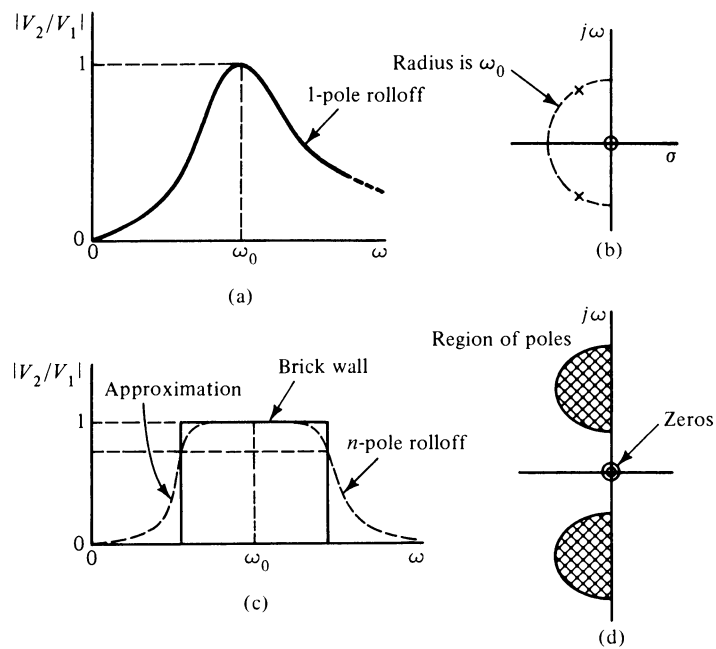 |V₂/V₁|
1
1-pole rolloff
0
0
ω₀
ω
(a)
jω
Radius is ω₀
σ
(b)
|V₂/V₁|
Approximation
Brick wall
1
n-pole rolloff
0
0
ω₀
ω
(c)
jω
Region of poles
Zeros
(d)